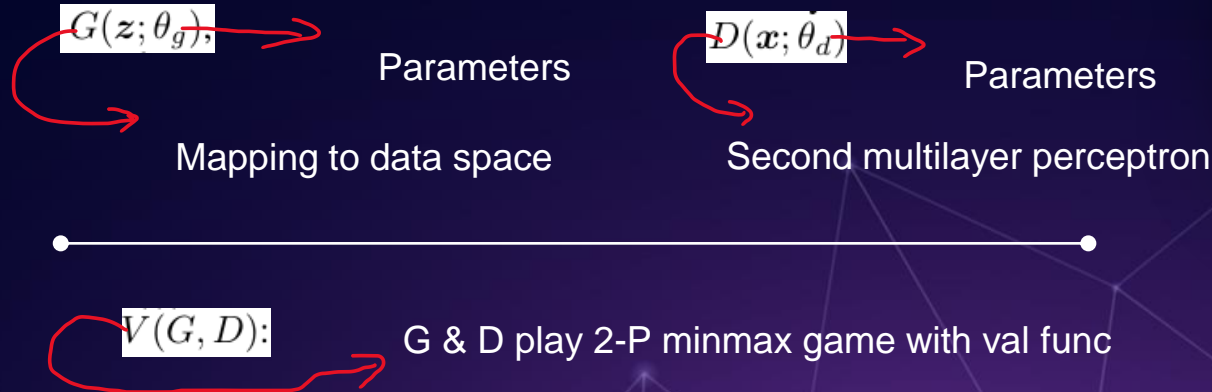 G(z; θ_g),
Parameters
Mapping to data space
D(x; θ_d)
Parameters
Second multilayer perceptron
V(G, D):
G & D play 2-P minmax game with val func